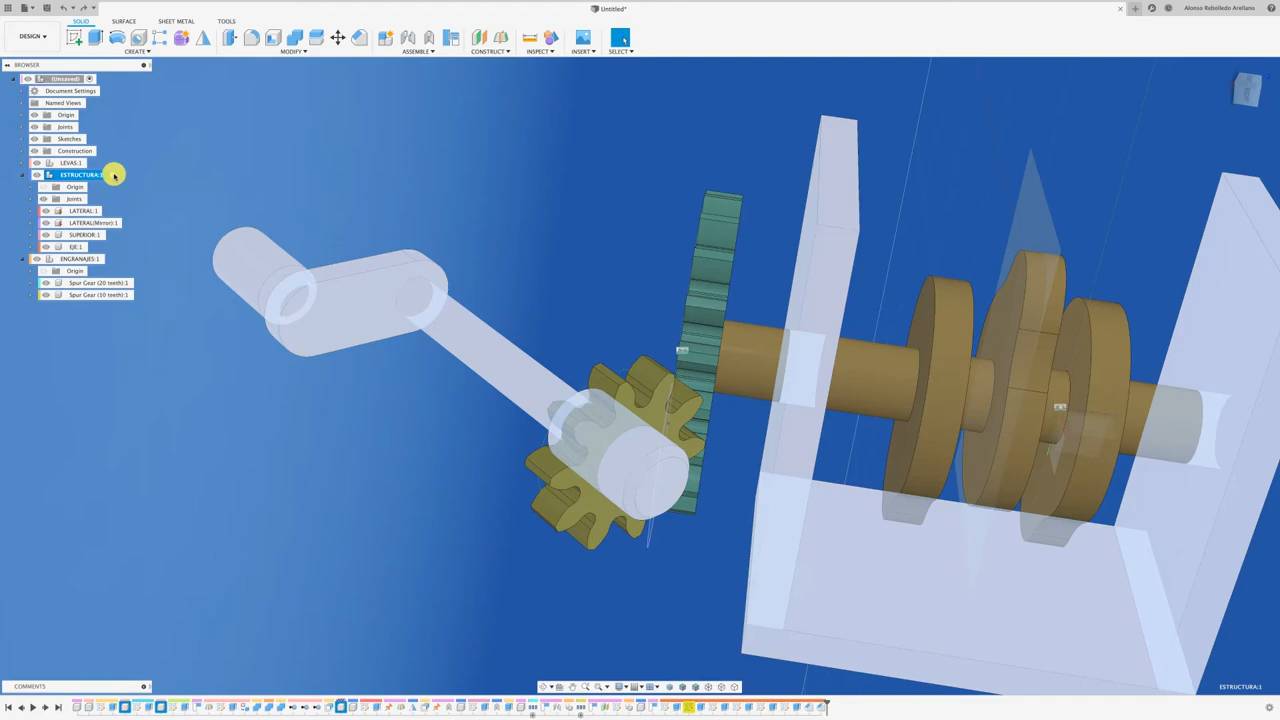 Untitled*
Alonso Rebolledo Arellano
DESIGN
SOLID
SURFACE
SHEET METAL
TOOLS
CREATE
MODIFY
ASSEMBLE
CONSTRUCT
INSPECT
INSERT
SELECT
BROWSER
(Unsaved)
Document Settings
Named Views
Origin
Joints
Sketches
Construction
LEVAS:1
ESTRUCTURA:1
Origin
Joints
LATERAL:1
LATERAL(Mirror):1
SUPERIOR:1
EJE:1
ENGRANAJES:1
Origin
Spur Gear (20 teeth):1
Spur Gear (10 teeth):1
COMMENTS
ESTRUCTURA:1